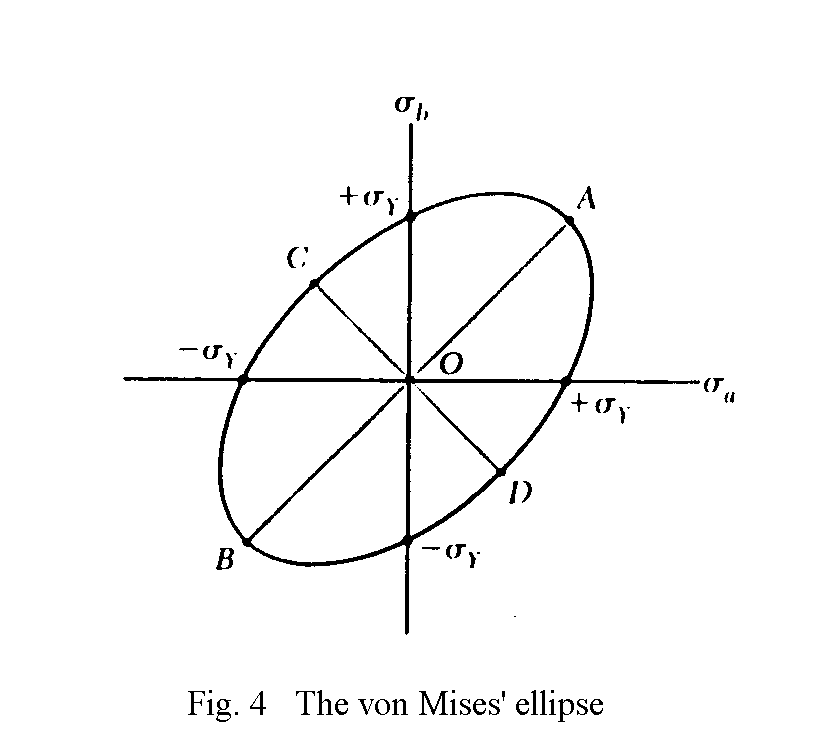 σb
+σY
A
C
−σY
O
σa
+σY
D
−σY
B
Fig. 4 The von Mises' ellipse